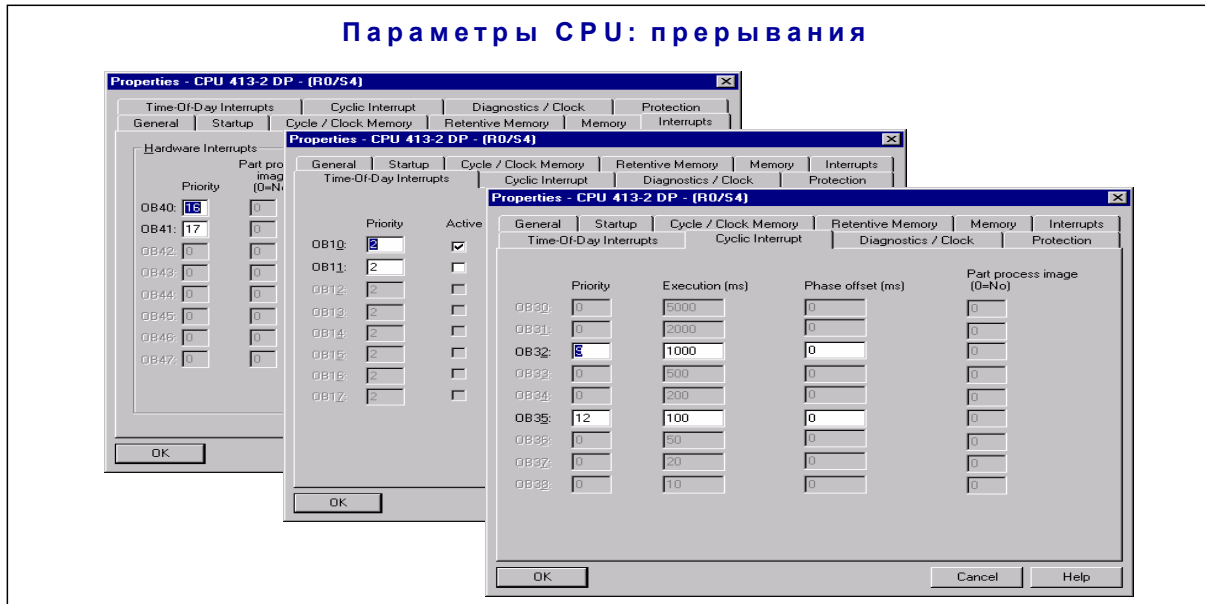 Параметры CPU: прерывания
Properties - CPU 413-2 DP - (R0/S4)
Time-Of-Day Interrupts Cyclic Interrupt Diagnostics / Clock Protection
General Startup Cycle / Clock Memory Retentive Memory Memory Interrupts
Hardware Interrupts
Part pro
imag
Priority (0=N
OB40: 16 0
OB41: 17 0
OB42: 0 0
OB43: 0 0
OB44: 0 0
OB45: 0 0
OB46: 0 0
OB47: 0 0
OK
Properties - CPU 413-2 DP - (R0/S4)
General Startup Cycle / Clock Memory Retentive Memory Memory Interrupts
Time-Of-Day Interrupts Cyclic Interrupt Diagnostics / Clock Protection
Priority Active
OB10: 2
OB11: 2
OB12: 2
OB13: 2
OB14: 2
OB15: 2
OB16: 2
OB17: 2
OK
Properties - CPU 413-2 DP - (R0/S4)
General Startup Cycle / Clock Memory Retentive Memory Memory Interrupts
Time-Of-Day Interrupts Cyclic Interrupt Diagnostics / Clock Protection
Part process image
Priority Execution (ms) Phase offset (ms) (0=No)
OB30: 0 5000 0 0
OB31: 0 2000 0 0
OB32: 9 1000 0 0
OB33: 0 500 0 0
OB34: 0 200 0 0
OB35: 12 100 0 0
OB36: 0 50 0 0
OB37: 0 20 0 0
OB38: 0 10 0 0
OK Cancel Help